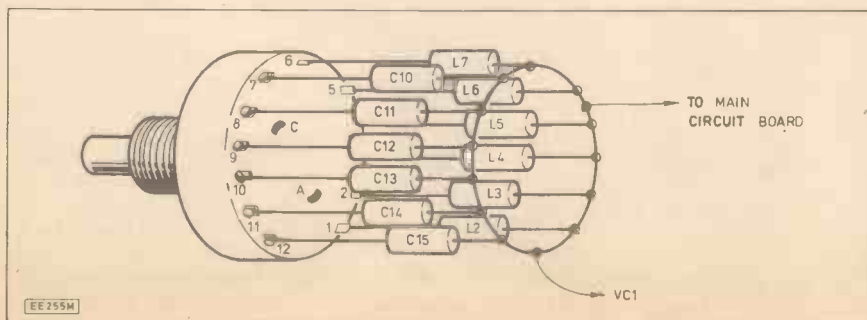 6
L7
7
C10
5
L6
TO MAIN
CIRCUIT BOARD
8
C
C11
L5
9
C12
L4
10
A
C13
2
L3
11
C14
1
L2
12
C15
VC1
EE255M